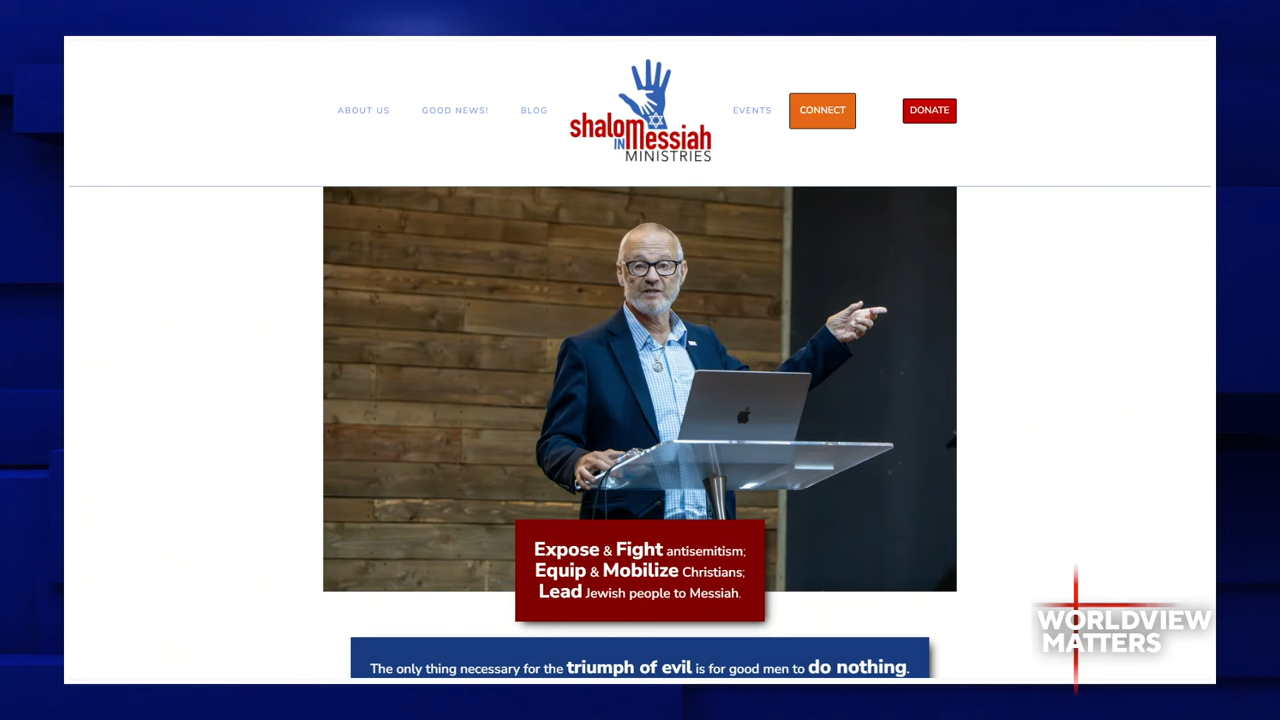 ABOUT US
GOOD NEWS!
BLOG
shalom
IN Messiah
MINISTRIES
EVENTS
CONNECT
DONATE
Expose & Fight antisemitism;
Equip & Mobilize Christians;
Lead Jewish people to Messiah.
The only thing necessary for the triumph of evil is for good men to do nothing.
WORLDVIEW
MATTERS